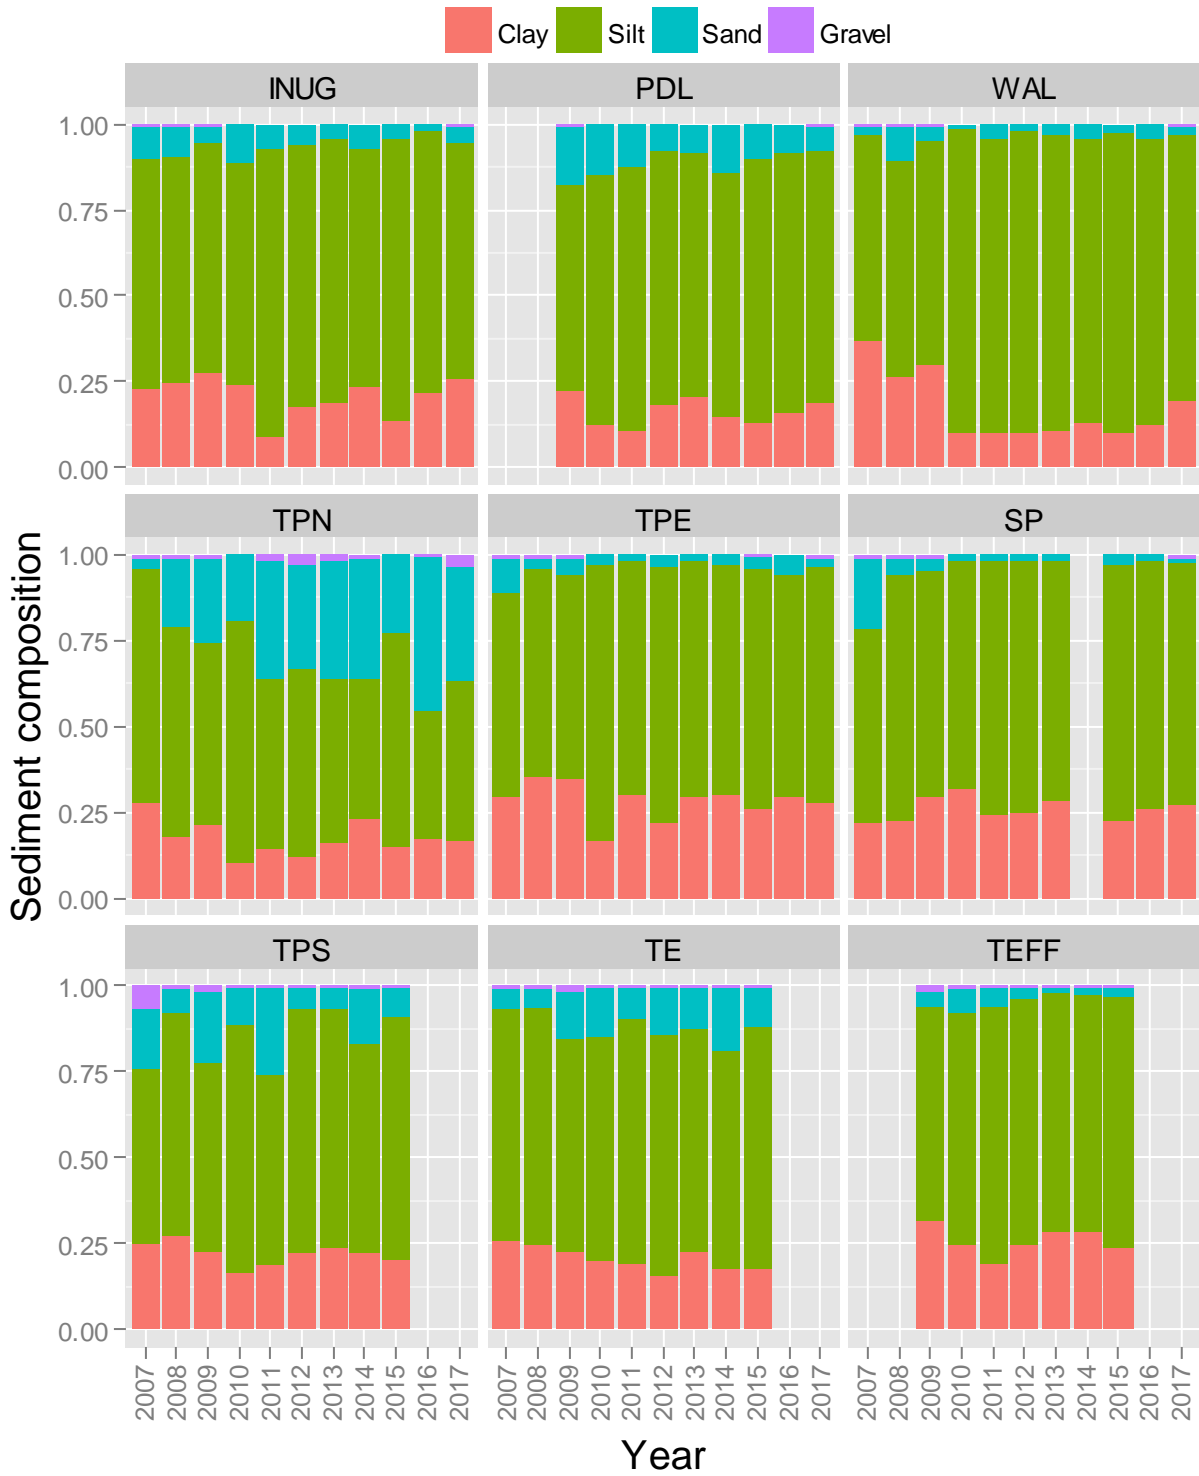 Clay Silt Sand Gravel
INUG PDL WAL
1.00
0.75
0.50
0.25
0.00
TPN TPE SP
1.00
0.75
0.50
0.25
0.00
TPS TE TEFF
1.00
0.75
0.50
0.25
0.00
2007 2008 2009 2010 2011 2012 2013 2014 2015 2016 2017 2007 2008 2009 2010 2011 2012 2013 2014 2015 2016 2017 2007 2008 2009 2010 2011 2012 2013 2014 2015 2016 2017
Year
Sediment composition